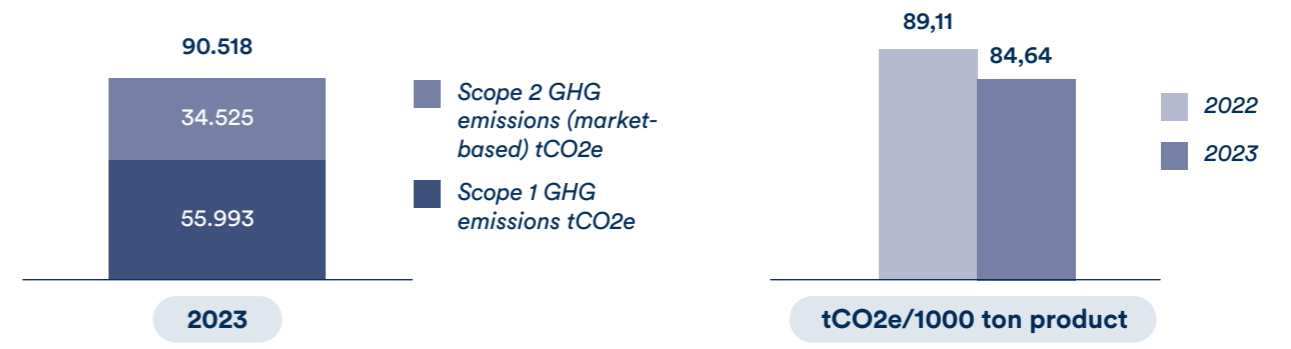 90.518
34.525
55.993
2023
Scope 2 GHG
emissions (market-
based) tCO2e
Scope 1 GHG
emissions tCO2e
89,11
84,64
tCO2e/1000 ton product
2022
2023